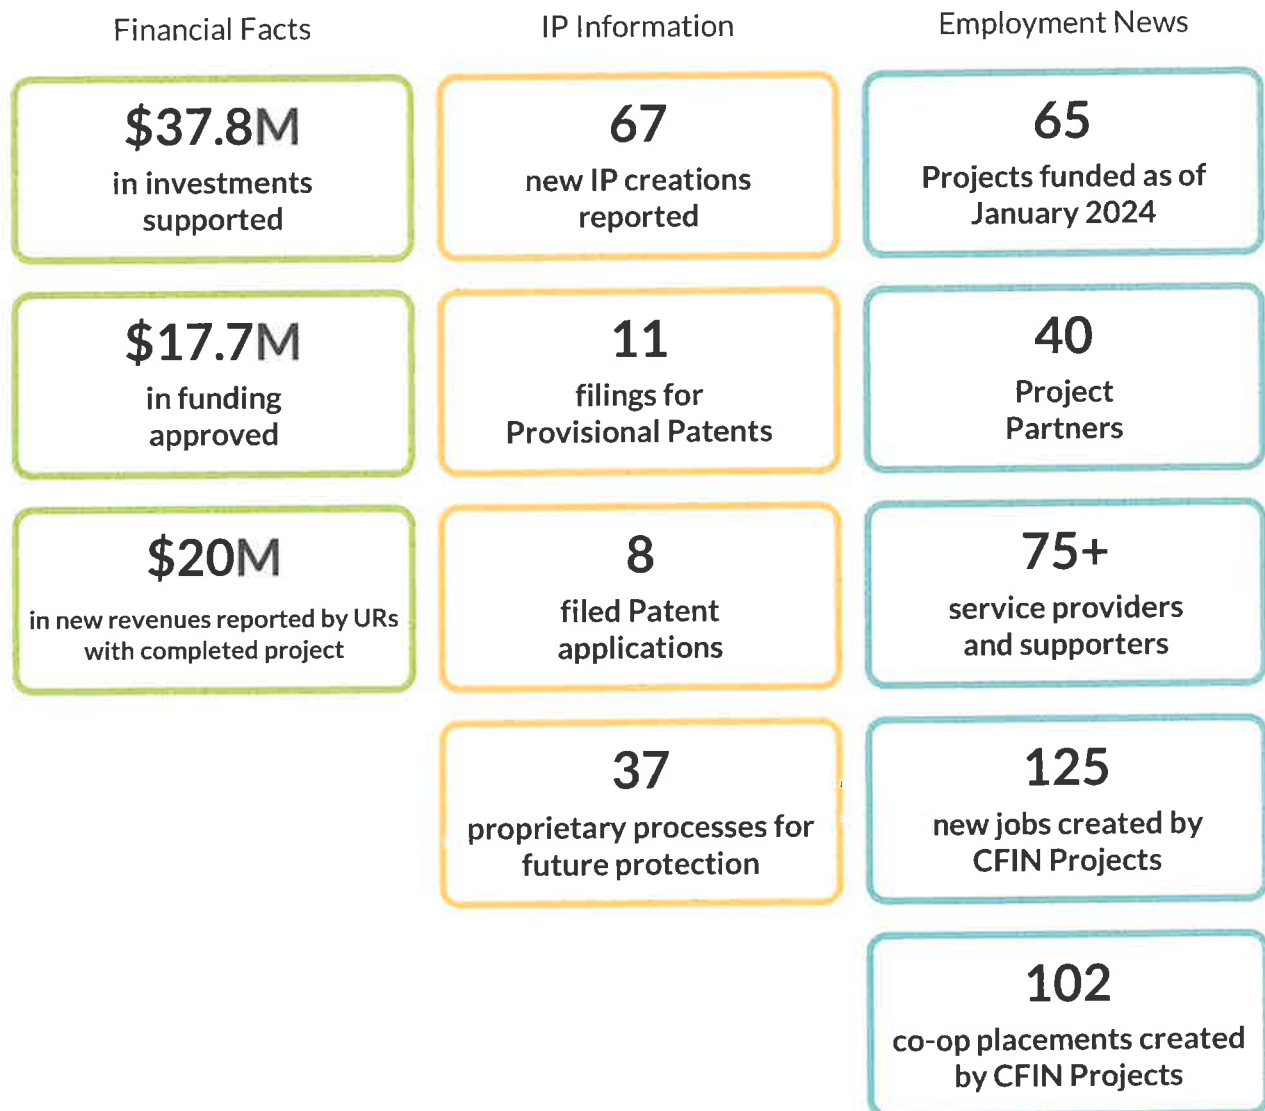 Financial Facts
$37.8M
in investments
supported
$17.7M
in funding
approved
$20M
in new revenues reported by URs
with completed project
IP Information
67
new IP creations
reported
11
filings for
Provisional Patents
8
filed Patent
applications
37
proprietary processes for
future protection
Employment News
65
Projects funded as of
January 2024
40
Project
Partners
75+
service providers
and supporters
125
new jobs created by
CFIN Projects
102
co-op placements created
by CFIN Projects